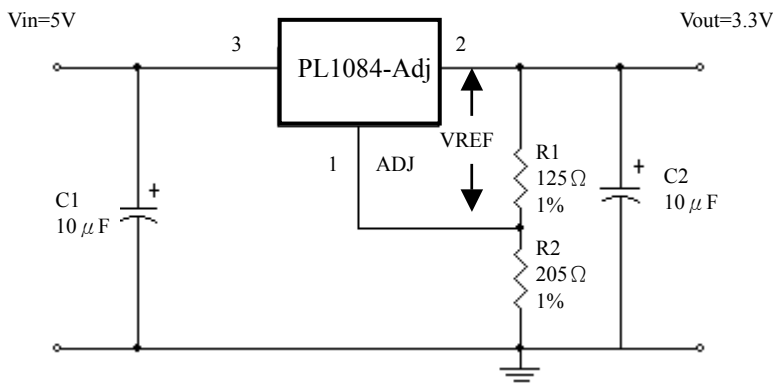 Vin=5V
Vout=3.3V
3
PL1084-Adj
2
VREF
1
ADJ
R1
125Ω
1%
C1
10μF
C2
10μF
R2
205Ω
1%